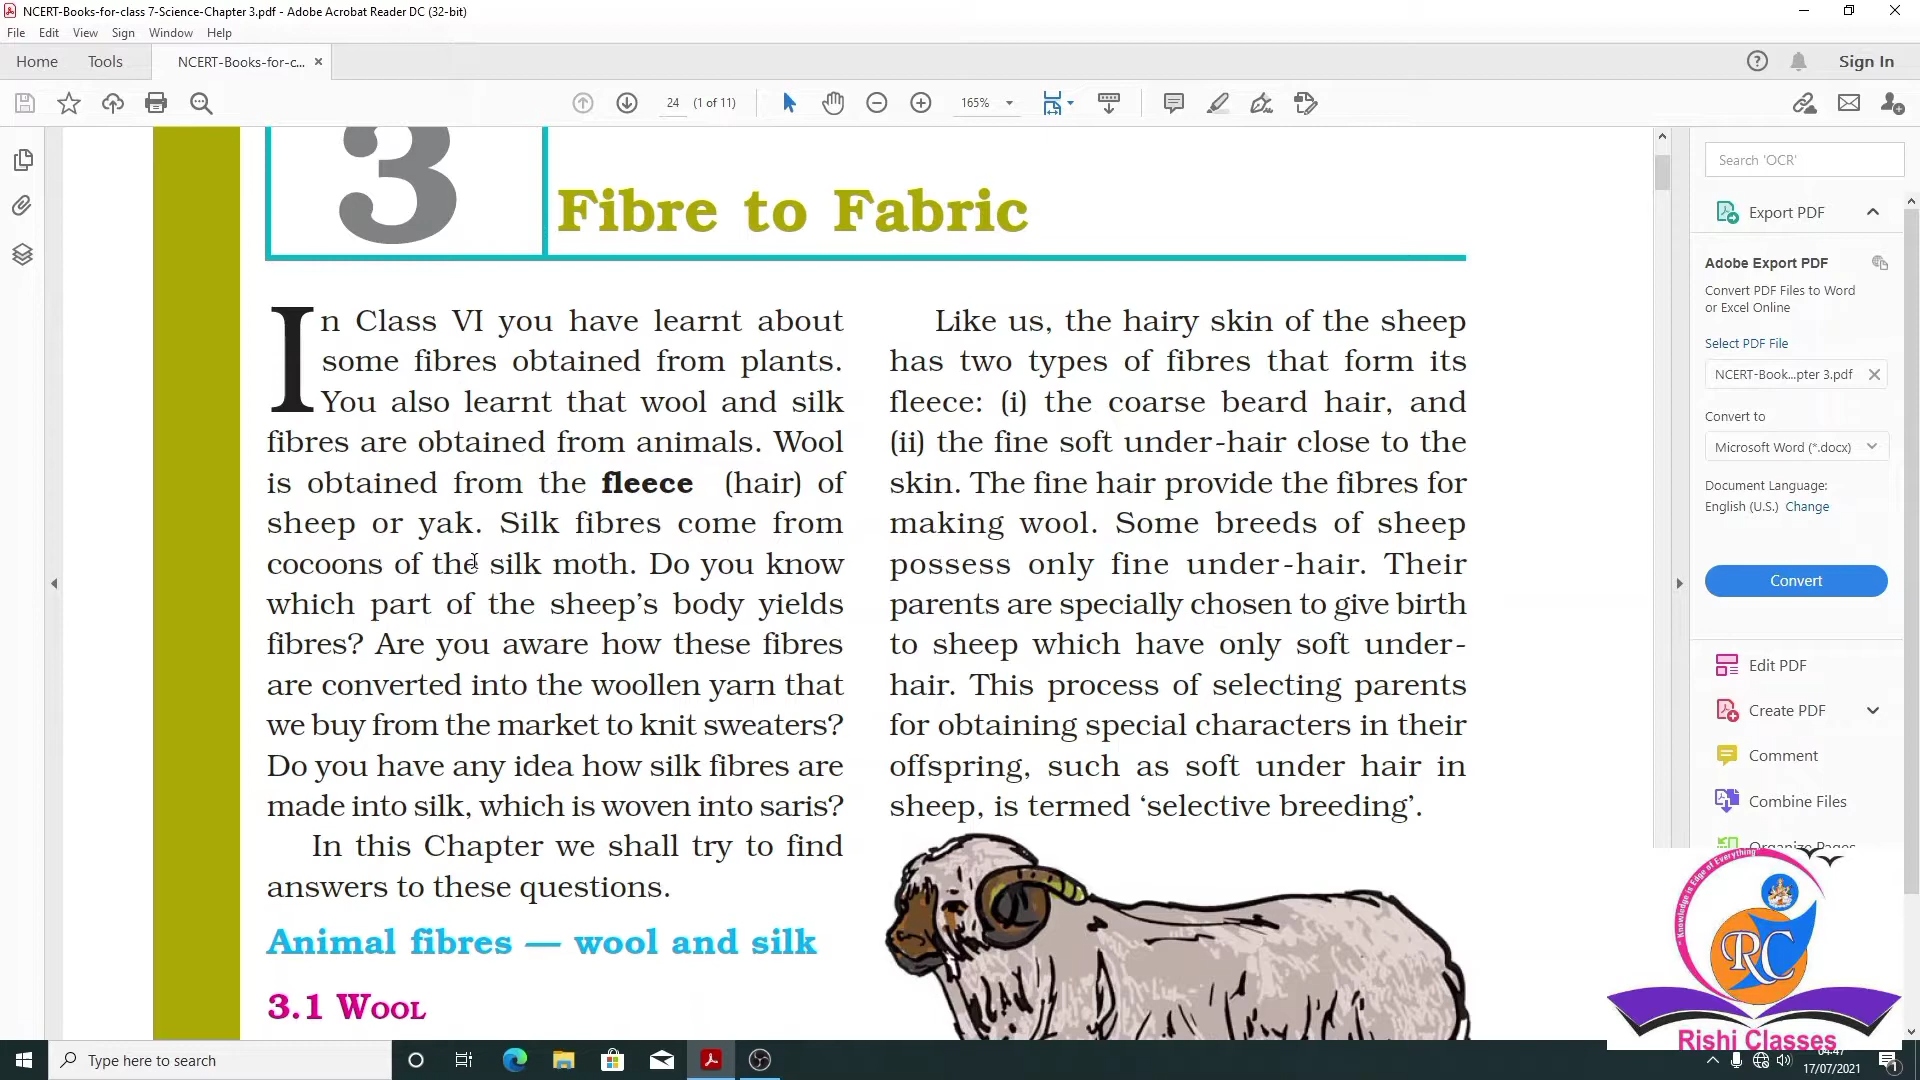 NCERT-Books-for-class 7-Science-Chapter 3.pdf - Adobe Acrobat Reader DC (32-bit)
File Edit View Sign Window Help
Home Tools NCERT-Books-for-c... × Sign In
24 (1 of 11) 165%
3
Fibre to Fabric
In Class VI you have learnt about
some fibres obtained from plants.
You also learnt that wool and silk
fibres are obtained from animals. Wool
is obtained from the fleece (hair) of
sheep or yak. Silk fibres come from
cocoons of the silk moth. Do you know
which part of the sheep’s body yields
fibres? Are you aware how these fibres
are converted into the woollen yarn that
we buy from the market to knit sweaters?
Do you have any idea how silk fibres are
made into silk, which is woven into saris?
In this Chapter we shall try to find
answers to these questions.
Animal fibres — wool and silk
3.1 WOOL
Like us, the hairy skin of the sheep
has two types of fibres that form its
fleece: (i) the coarse beard hair, and
(ii) the fine soft under-hair close to the
skin. The fine hair provide the fibres for
making wool. Some breeds of sheep
possess only fine under-hair. Their
parents are specially chosen to give birth
to sheep which have only soft under-
hair. This process of selecting parents
for obtaining special characters in their
offspring, such as soft under hair in
sheep, is termed ‘selective breeding’.
Search 'OCR'
Export PDF
Adobe Export PDF
Convert PDF Files to Word
or Excel Online
Select PDF File
NCERT-Book...pter 3.pdf
Convert to
Microsoft Word (*.docx)
Document Language:
English (U.S.) Change
Convert
Edit PDF
Create PDF
Comment
Combine Files
Organize Pages
"Knowledge is Edge of Everything"
RC
Rishi Classes
Type here to search
04:47
17/07/2021
1